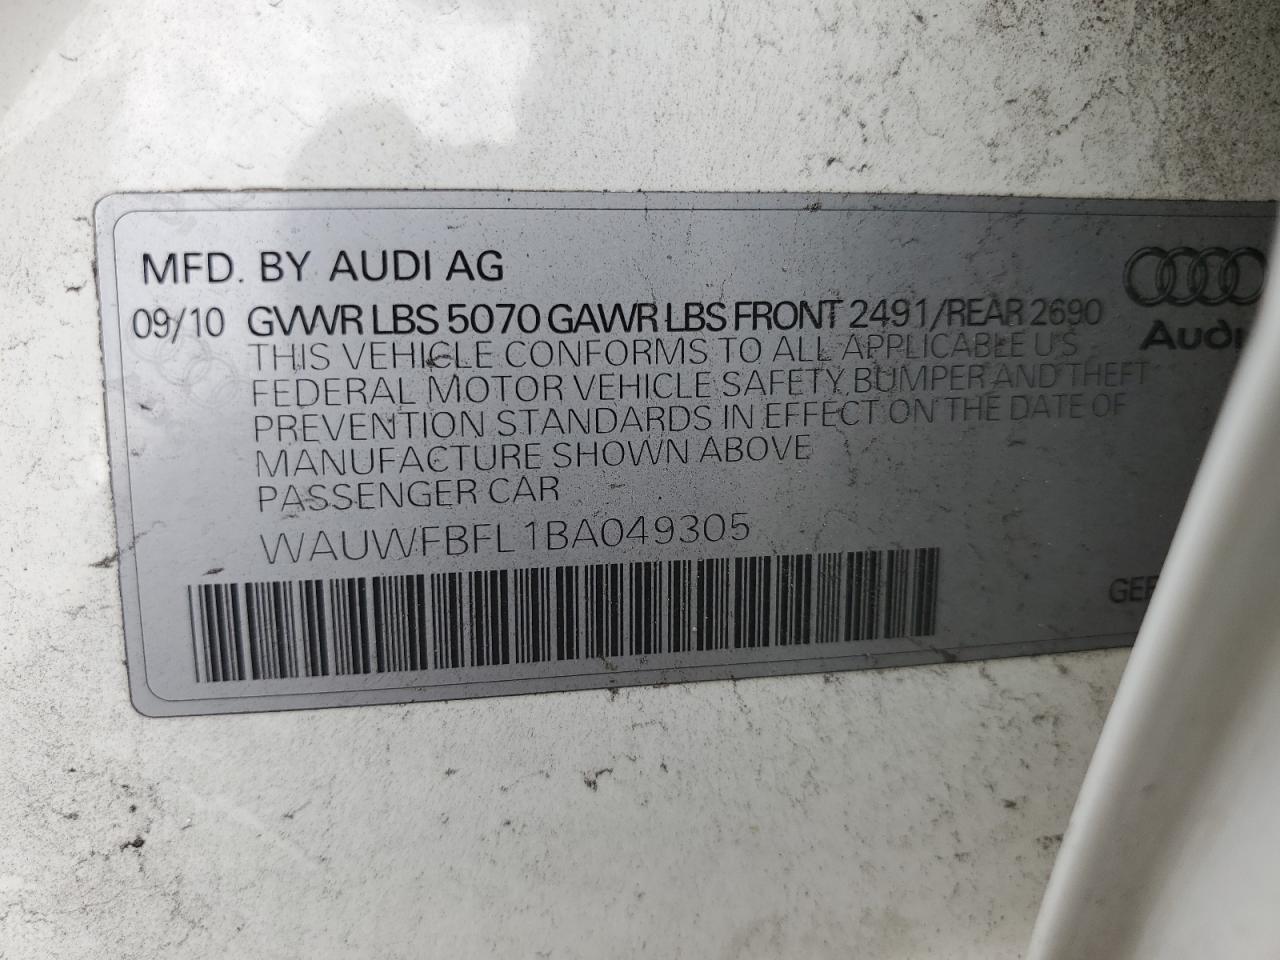 MFD. BY AUDI AG
09/10 GVWR LBS 5070 GAWR LBS FRONT 2491/REAR 2690
Audi
THIS VEHICLE CONFORMS TO ALL APPLICABLE U.S.
FEDERAL MOTOR VEHICLE SAFETY, BUMPER AND THEFT
PREVENTION STANDARDS IN EFFECT ON THE DATE OF
MANUFACTURE SHOWN ABOVE
PASSENGER CAR
WAUWFBFL1BA049305